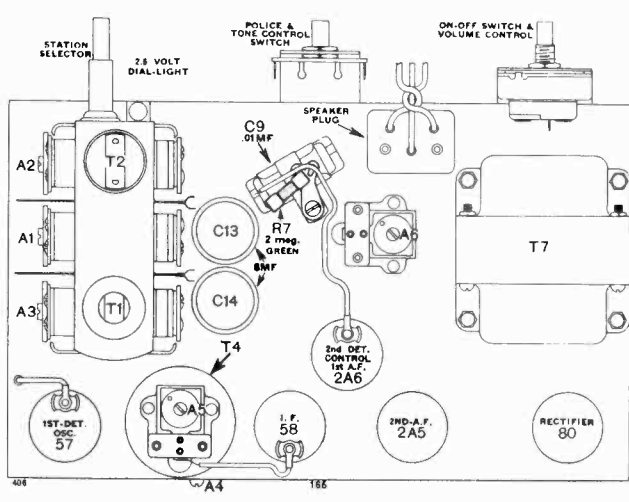 STATION
SELECTOR
2.5 VOLT
DIAL-LIGHT
POLICE &
TONE CONTROL
SWITCH
ON-OFF SWITCH &
VOLUME CONTROL
SPEAKER
PLUG
C9
.01MF
A2
T2
A1
C13
R7
2 meg.
GREEN
8MF
A6
T7
A3
T1
C14
T4
2nd DET.
CONTROL
1st A.F.
2A6
1ST-DET.
OSC.
57
A5
I.F.
58
2ND-A.F.
2A5
RECTIFIER
80
406
A4
166